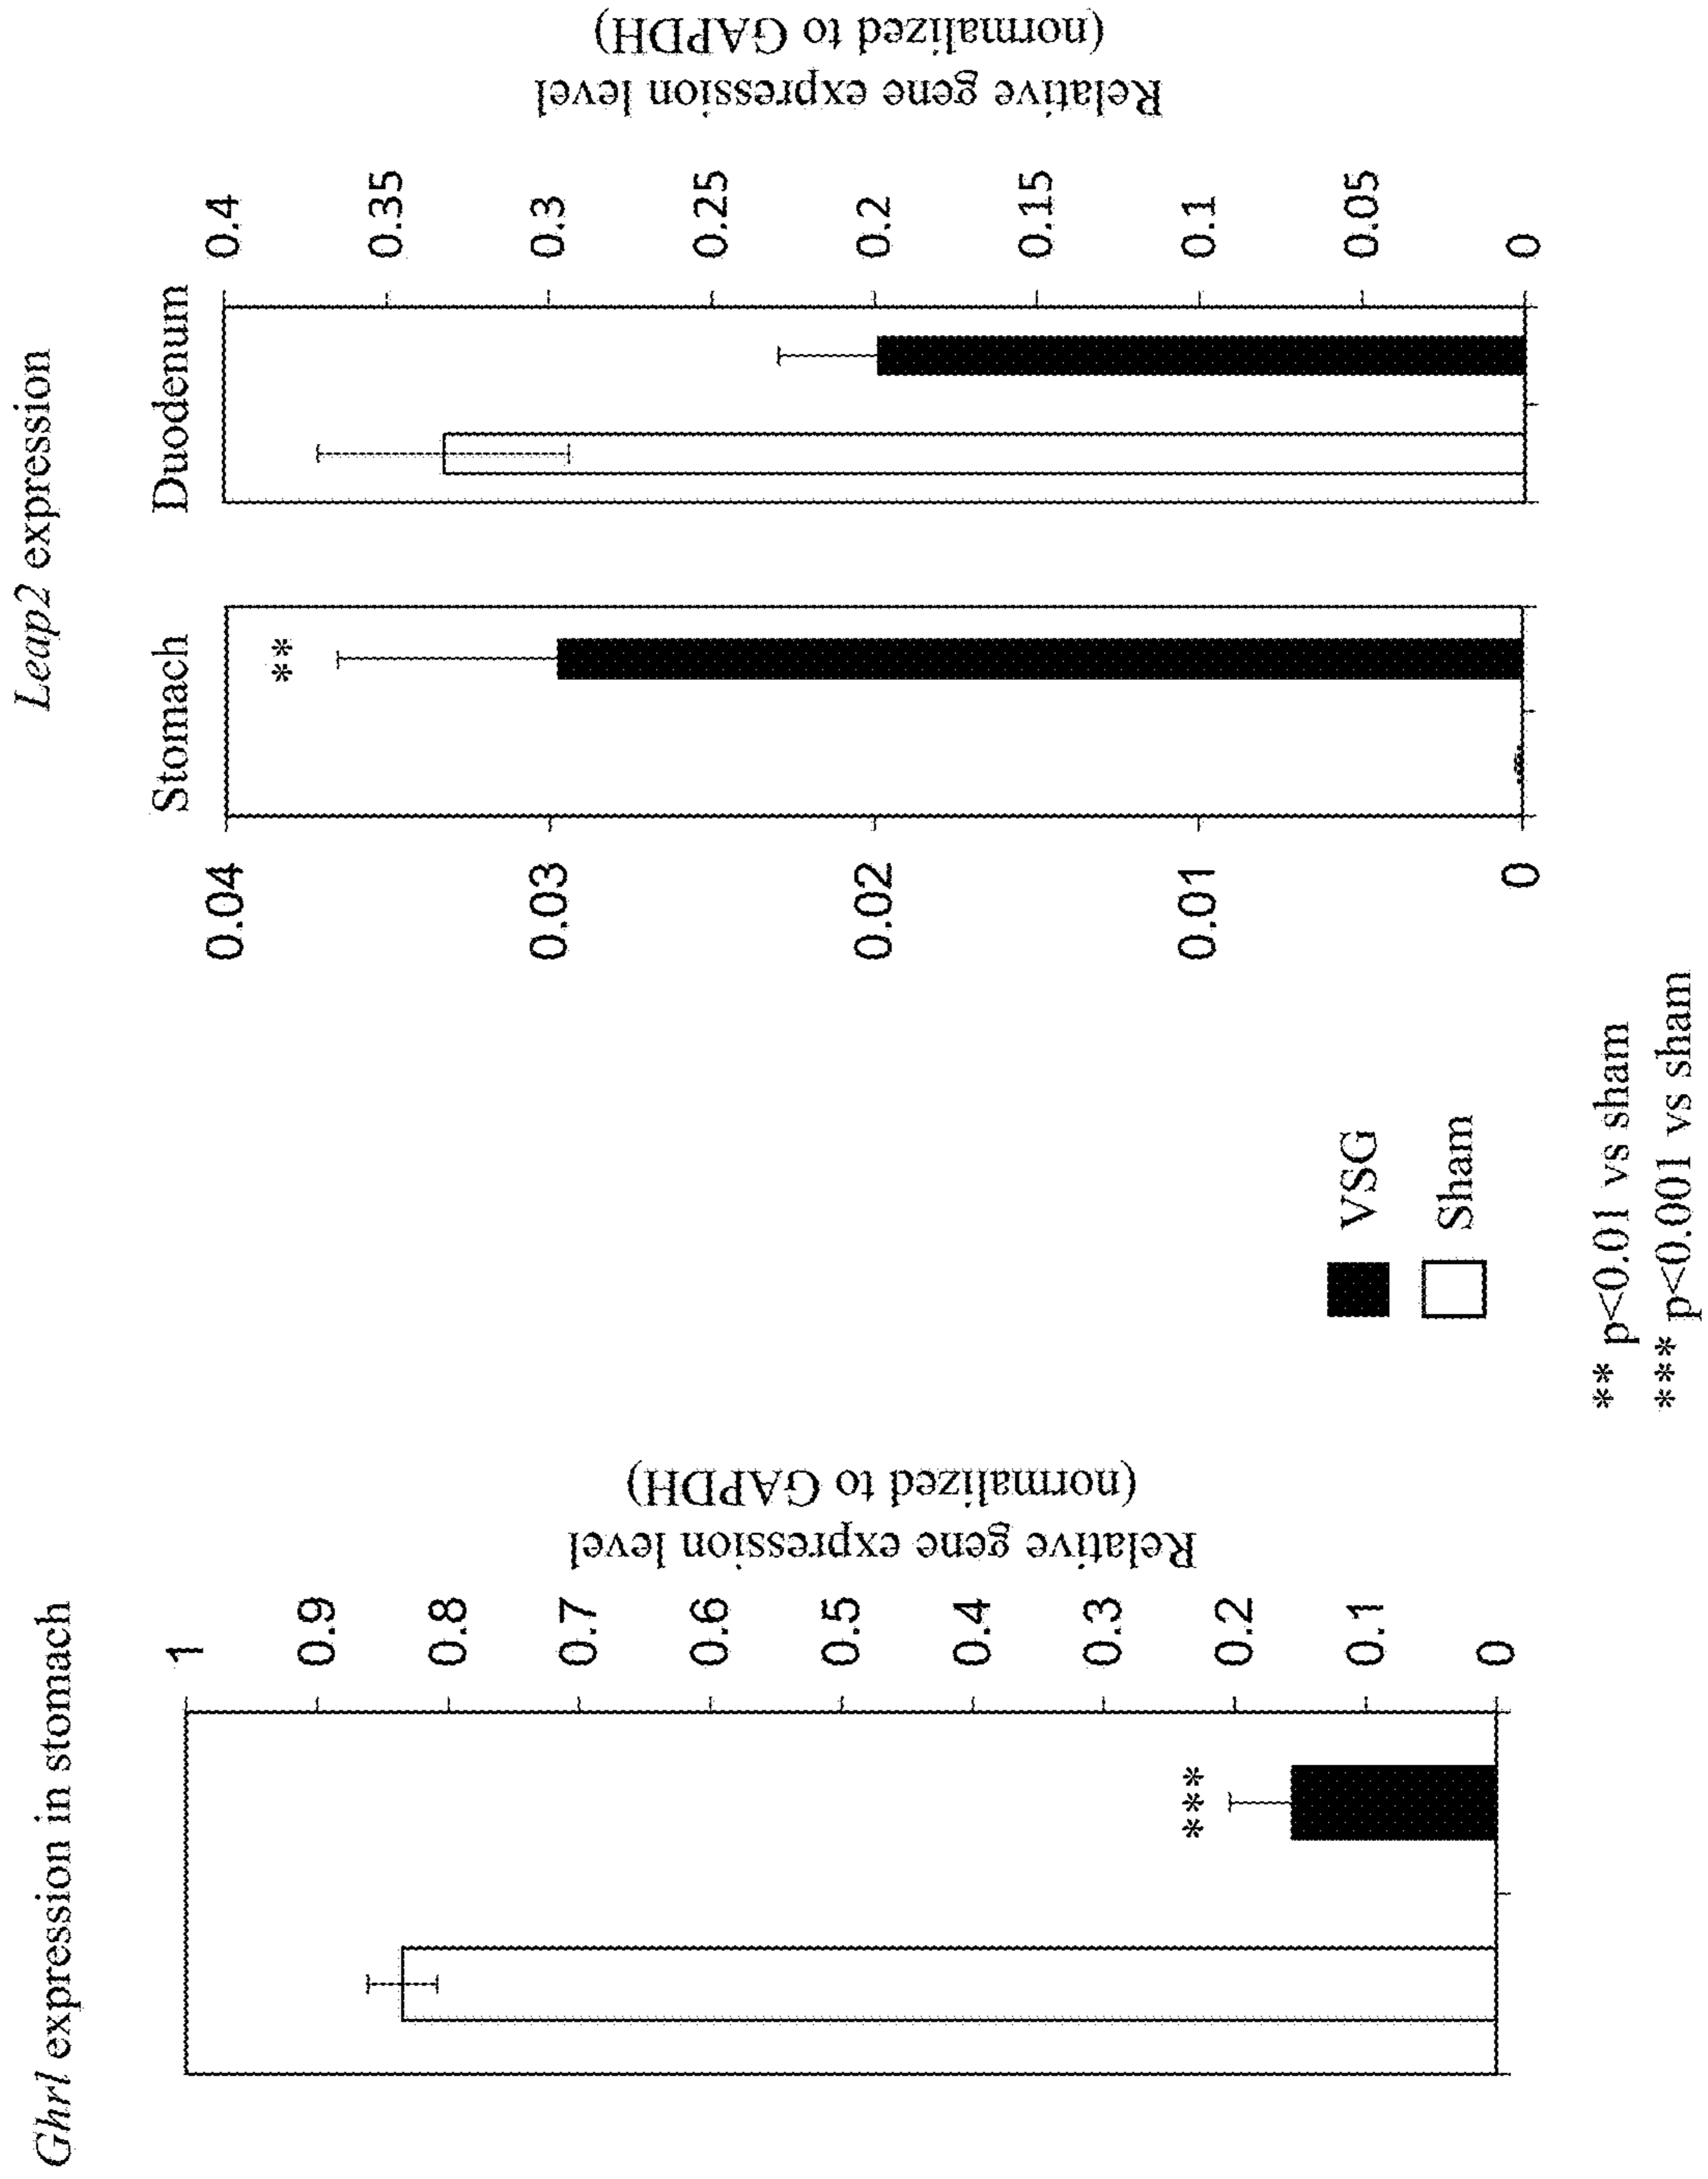 Ghrl expression in stomach
1
0.9
0.8
0.7
0.6
0.5
0.4
0.3
0.2
0.1
0
***
Relative gene expression level
(normalized to GAPDH)
VSG
Sham
** p<0.01 vs sham
*** p<0.001 vs sham
Leap2 expression
Stomach
0.04
0.03
0.02
0.01
0
**
Duodenum
0.4
0.35
0.3
0.25
0.2
0.15
0.1
0.05
0
Relative gene expression level
(normalized to GAPDH)